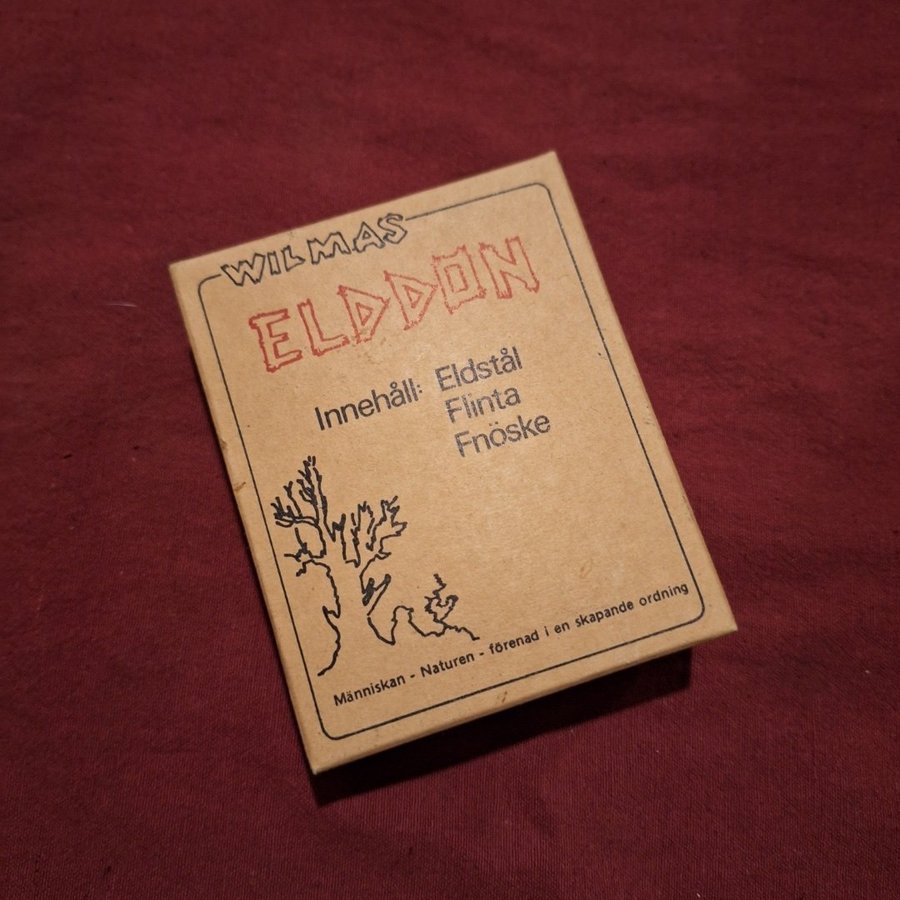 WILMAS
ELDDON
Innehåll: Eldstål
Flinta
Fnöske
Människan - Naturen - förenad i en skapande ordning